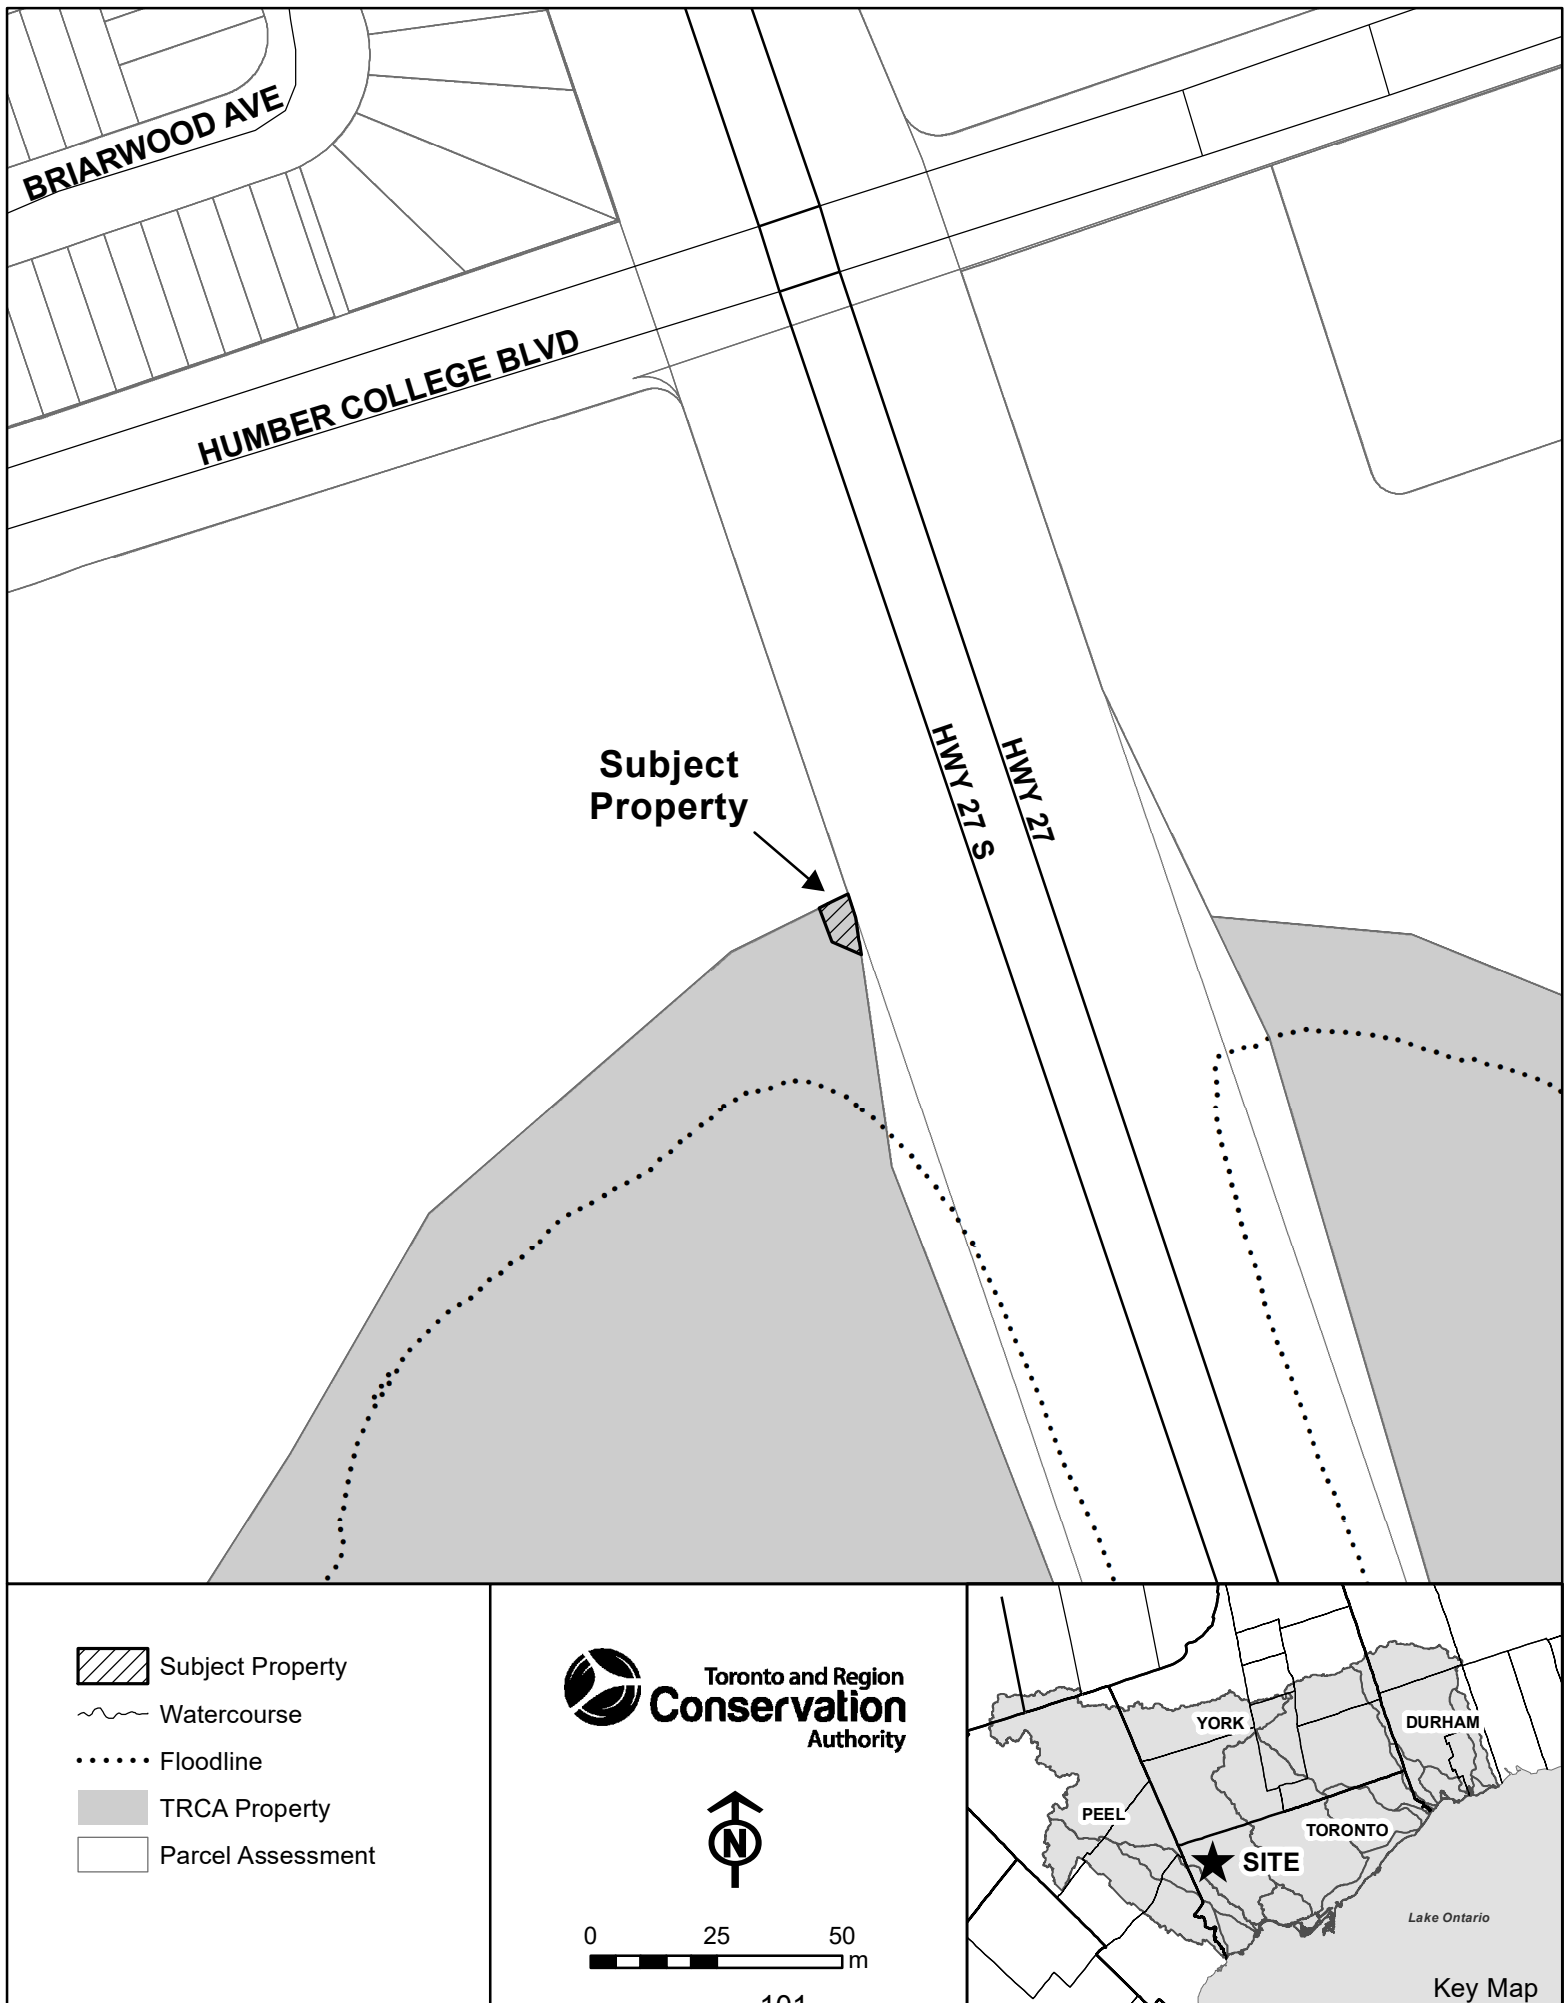 BRIARWOOD AVE
HUMBER COLLEGE BLVD
HWY 27 S
HWY 27
Subject
Property
Subject Property
Watercourse
Floodline
TRCA Property
Parcel Assessment
Toronto and Region
Conservation
Authority
N
0 25 50
m
YORK
DURHAM
PEEL
TORONTO
SITE
Lake Ontario
Key Map